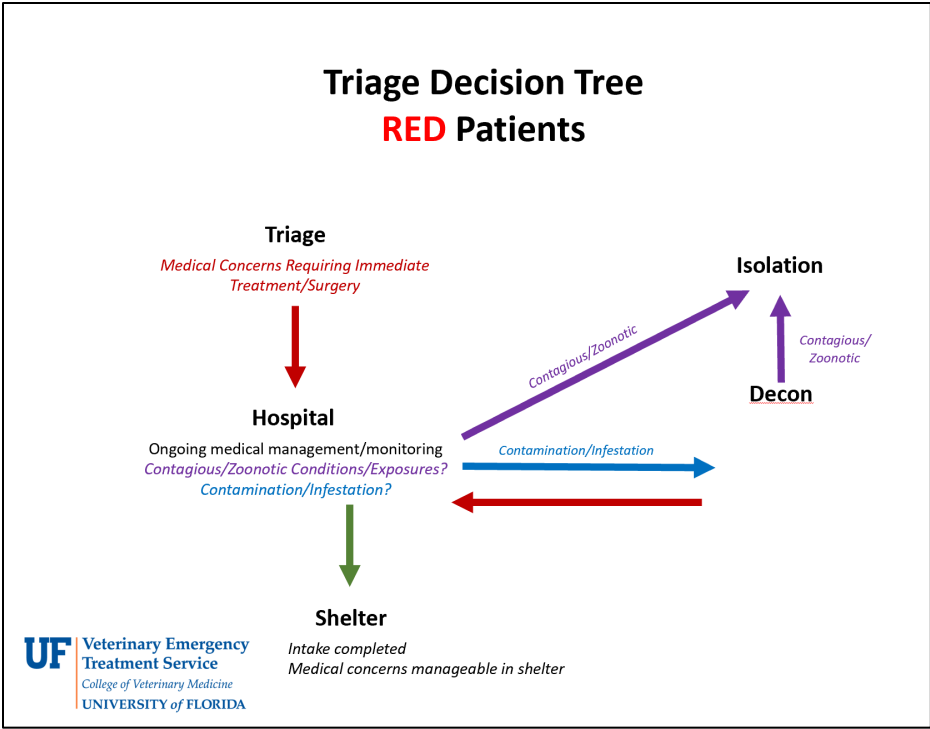 Triage Decision Tree
RED Patients
Triage
Medical Concerns Requiring Immediate
Treatment/Surgery
Isolation
Contagious/Zoonotic
Contagious/
Zoonotic
Decon
Hospital
Ongoing medical management/monitoring
Contagious/Zoonotic Conditions/Exposures?
Contamination/Infestation?
Contamination/Infestation
Shelter
Intake completed
Medical concerns manageable in shelter
UF
Veterinary Emergency
Treatment Service
College of Veterinary Medicine
UNIVERSITY of FLORIDA